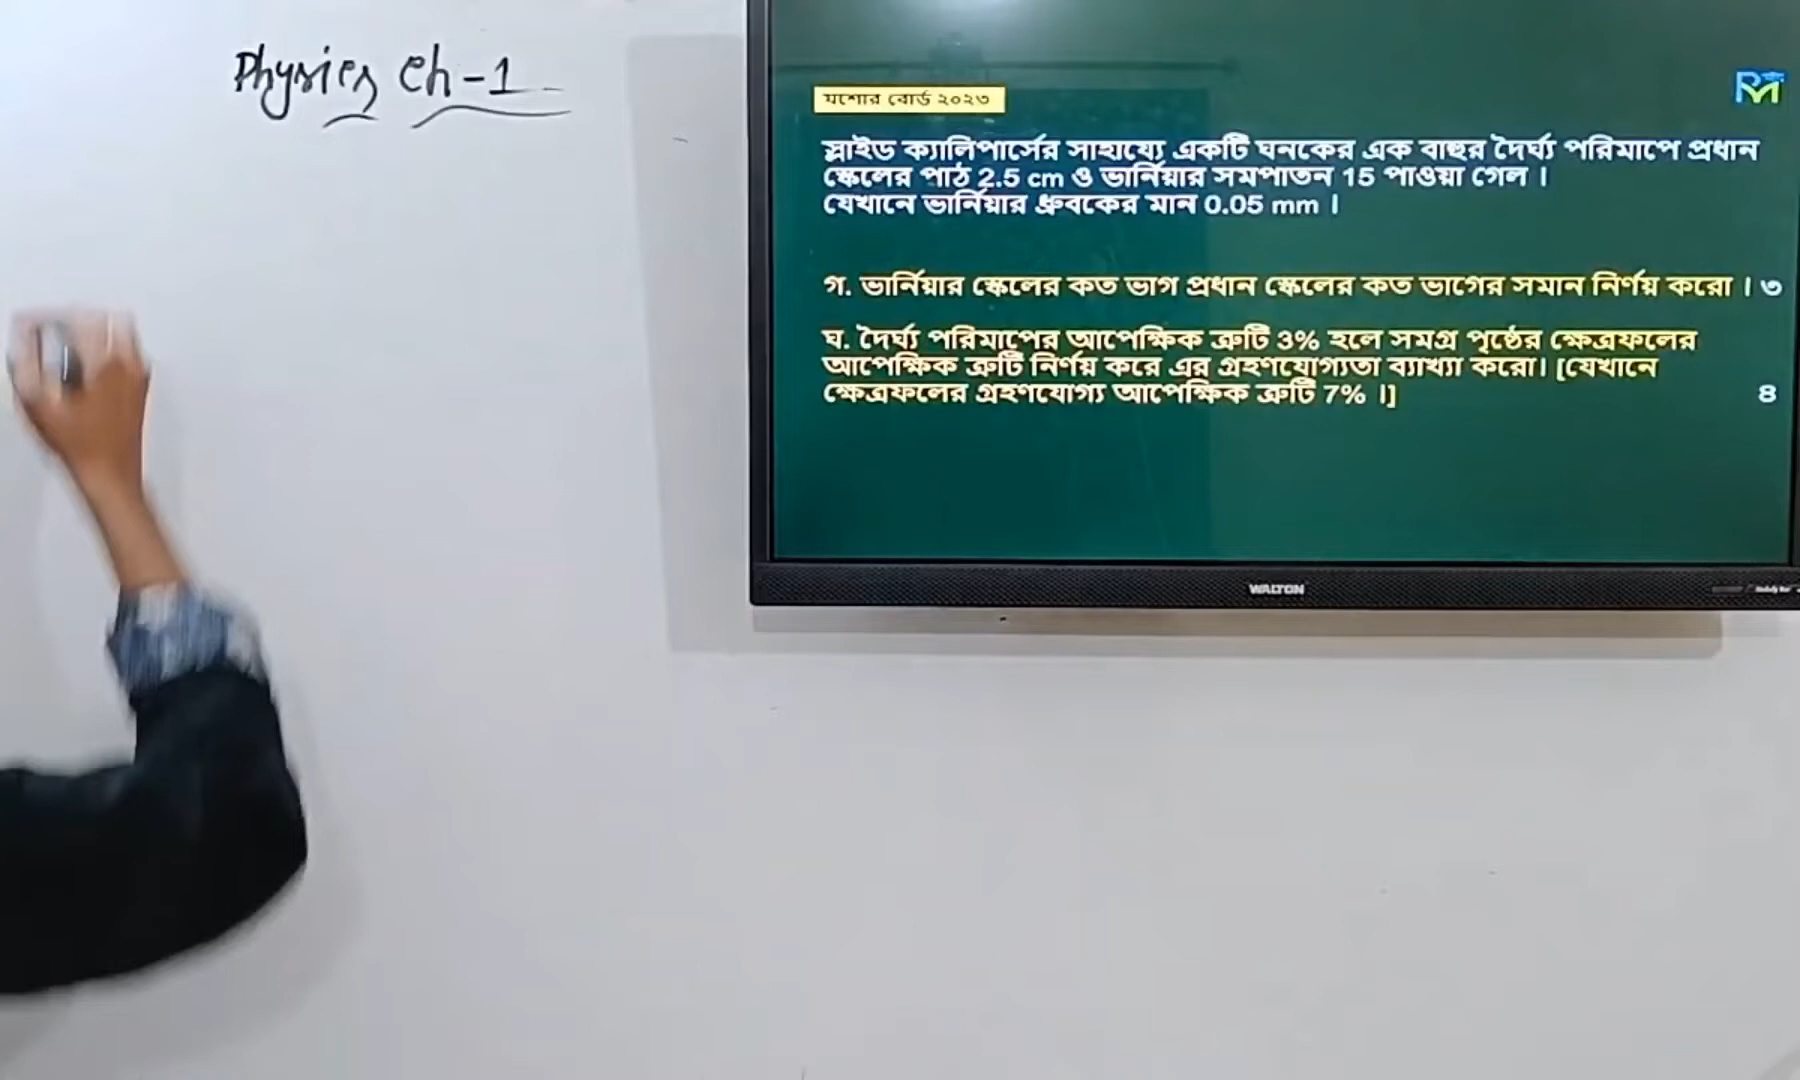 Physics Ch-1
যশোর বোর্ড ২০২৩
স্লাইড ক্যালিপার্সের সাহায্যে একটি ঘনকের এক বাহুর দৈর্ঘ্য পরিমাপে প্রধান
স্কেলের পাঠ 2.5 cm ও ভার্নিয়ার সমপাতন 15 পাওয়া গেল ।
যেখানে ভার্নিয়ার ধ্রুবকের মান 0.05 mm ।
গ. ভার্নিয়ার স্কেলের কত ভাগ প্রধান স্কেলের কত ভাগের সমান নির্ণয় করো । ৩
ঘ. দৈর্ঘ্য পরিমাপের আপেক্ষিক ত্রুটি 3% হলে সমগ্র পৃষ্ঠের ক্ষেত্রফলের
আপেক্ষিক ত্রুটি নির্ণয় করে এর গ্রহণযোগ্যতা ব্যাখ্যা করো। [যেখানে
ক্ষেত্রফলের গ্রহণযোগ্য আপেক্ষিক ত্রুটি 7% ।] ৪
WALTON